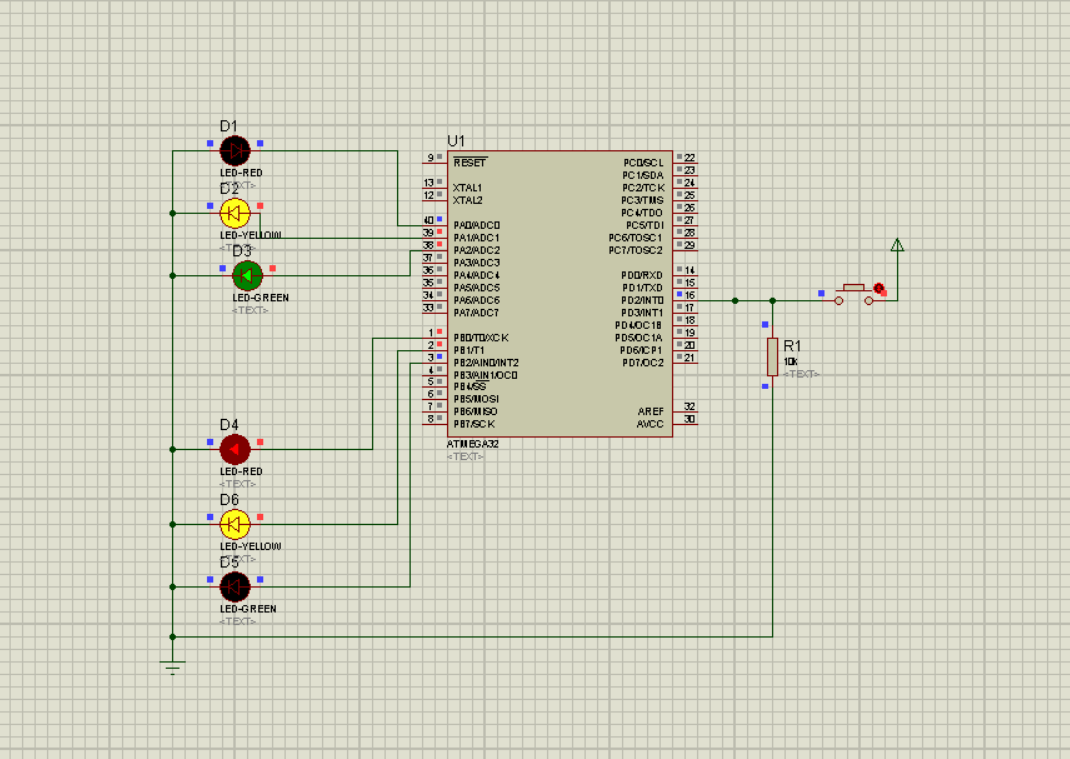 D1
LED-RED
<TEXT>
D2
LED-YELLOW
<TEXT>
D3
LED-GREEN
<TEXT>
D4
LED-RED
<TEXT>
D6
LED-YELLOW
<TEXT>
D5
LED-GREEN
<TEXT>
U1
9 RESET
13 XTAL1
12 XTAL2
40 PA0/ADC0
39 PA1/ADC1
38 PA2/ADC2
37 PA3/ADC3
36 PA4/ADC4
35 PA5/ADC5
34 PA6/ADC6
33 PA7/ADC7
1 PB0/T0/XCK
2 PB1/T1
3 PB2/AIN0/INT2
4 PB3/AIN1/OC0
5 PB4/SS
6 PB5/MOSI
7 PB6/MISO
8 PB7/SCK
PC0/SCL 22
PC1/SDA 23
PC2/TCK 24
PC3/TMS 25
PC4/TDO 26
PC5/TDI 27
PC6/TOSC1 28
PC7/TOSC2 29
PD0/RXD 14
PD1/TXD 15
PD2/INT0 16
PD3/INT1 17
PD4/OC1B 18
PD5/OC1A 19
PD6/ICP1 20
PD7/OC2 21
AREF 32
AVCC 30
ATMEGA32
<TEXT>
R1
10k
<TEXT>